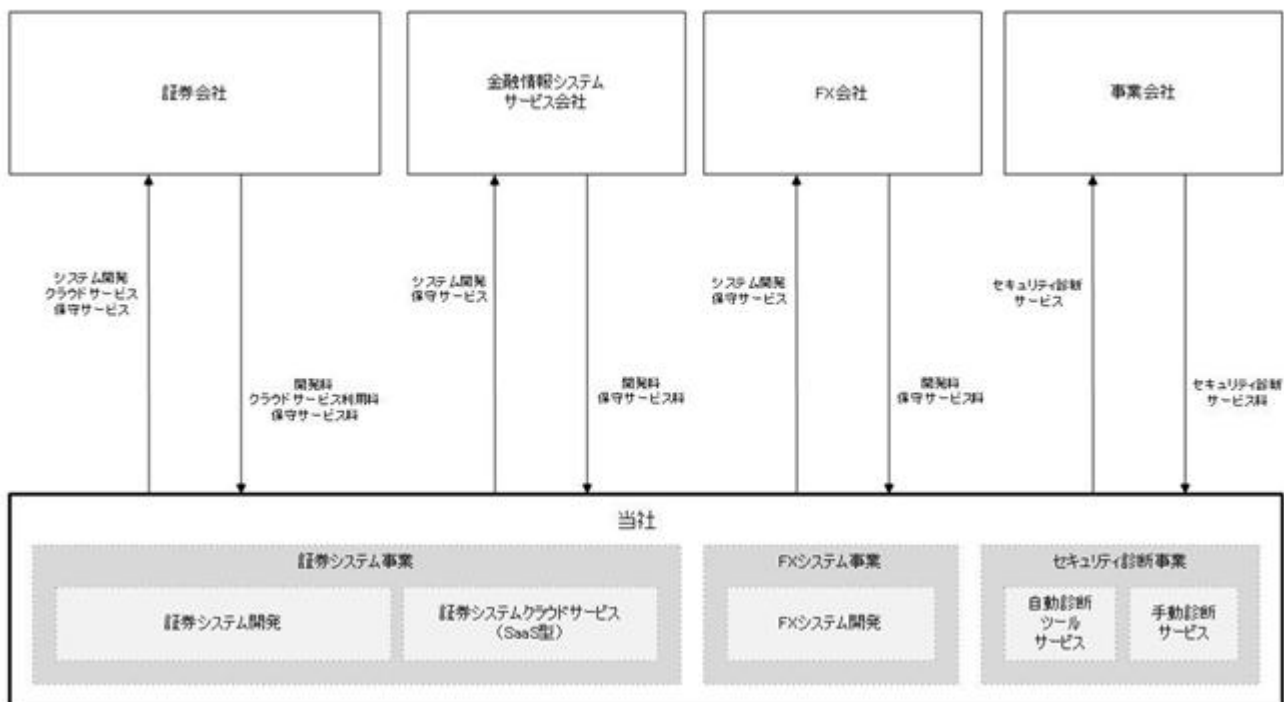 証券会社
金融情報システム
サービス会社
FX会社
事業会社
システム開発
クラウドサービス
保守サービス
開発料
クラウドサービス利用料
保守サービス料
システム開発
保守サービス
開発料
保守サービス料
システム開発
保守サービス
開発料
保守サービス料
セキュリティ診断
サービス
セキュリティ診断
サービス料
当社
証券システム事業
証券システム開発
証券システムクラウドサービス
（SaaS型）
FXシステム事業
FXシステム開発
セキュリティ診断事業
自動診断
ツール
サービス
手動診断
サービス